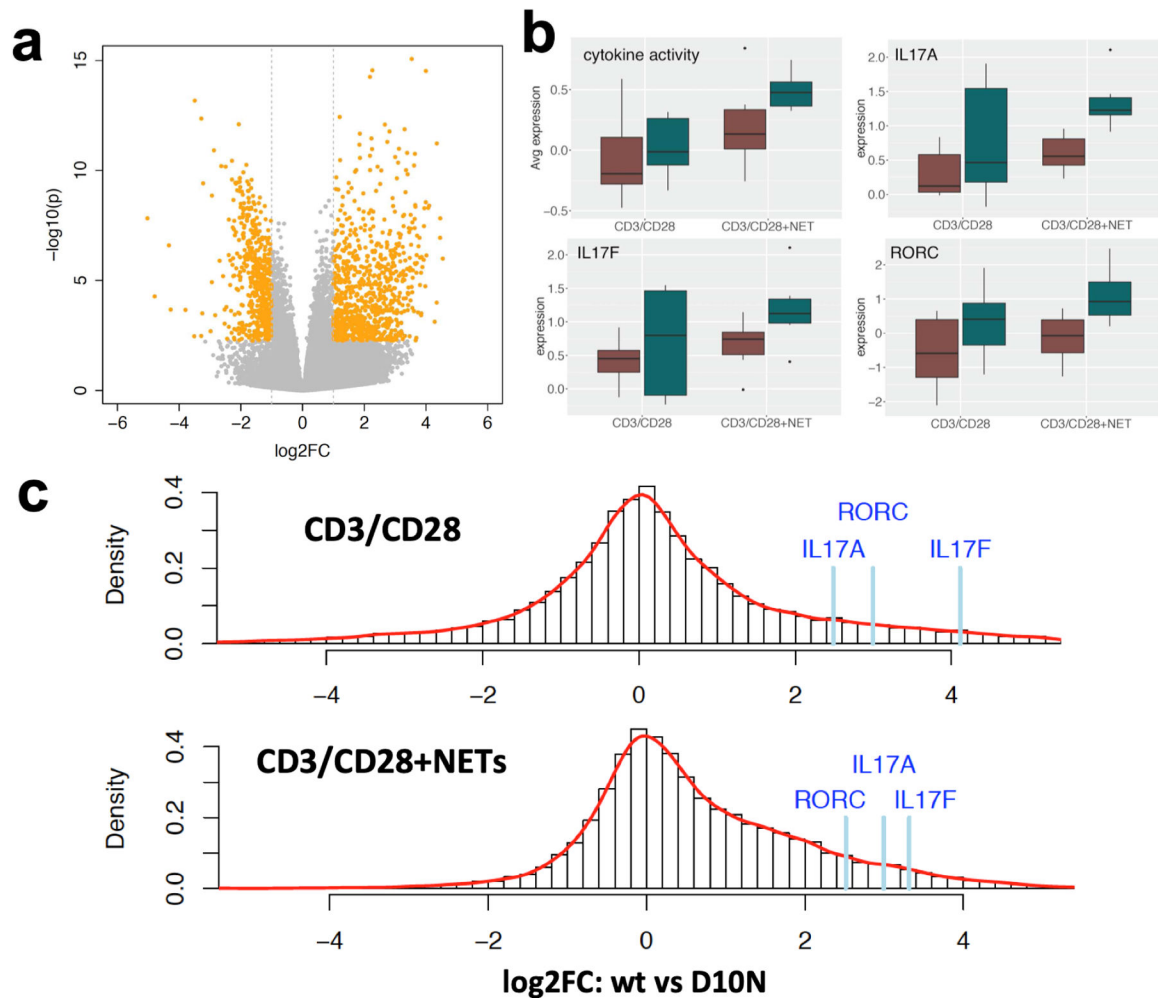 a
15
10
5
0
−log10(p)
−6 −4 −2 0 2 4 6
log2FC
b
cytokine activity
0.5
0.0
−0.5
Avg expression
CD3/CD28 CD3/CD28+NET
IL17A
2.0
1.5
1.0
0.5
0.0
expression
CD3/CD28 CD3/CD28+NET
IL17F
2.0
1.5
1.0
0.5
0.0
expression
CD3/CD28 CD3/CD28+NET
RORC
2
1
0
−1
−2
expression
CD3/CD28 CD3/CD28+NET
c
CD3/CD28
0.4
0.2
0.0
Density
RORC
IL17A IL17F
−4 −2 0 2 4
CD3/CD28+NETs
0.4
0.2
0.0
Density
IL17A
RORC IL17F
−4 −2 0 2 4
log2FC: wt vs D10N